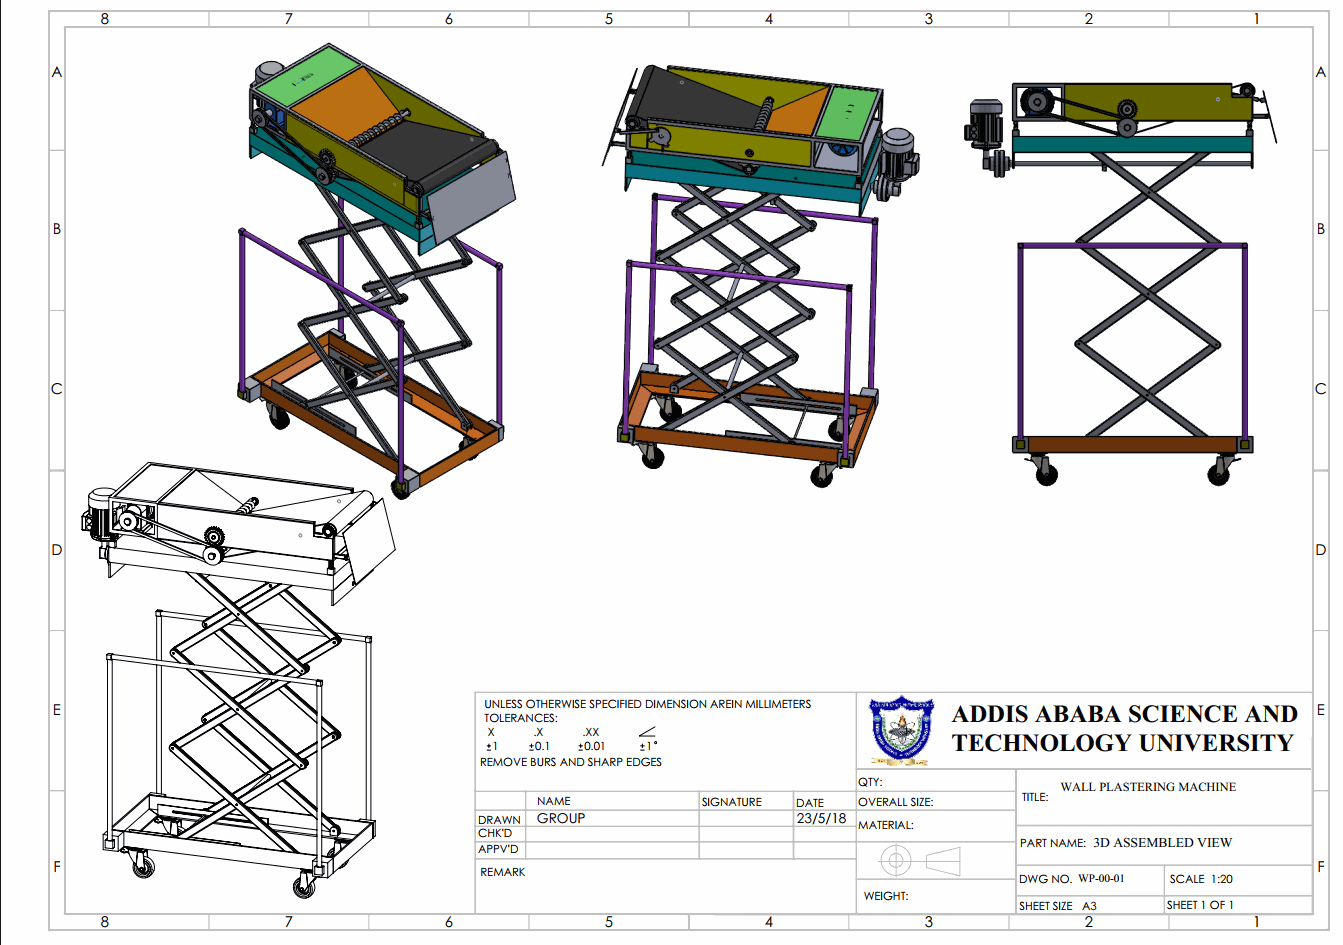 8 7 6 5 4 3 2 1
A A
B B
C C
D D
E E
F F
UNLESS OTHERWISE SPECIFIED DIMENSION AREIN MILLIMETERS
TOLERANCES:
X .X .XX
±1 ±0.1 ±0.01 ±1°
REMOVE BURS AND SHARP EDGES
NAME SIGNATURE DATE
DRAWN GROUP 23/5/18
CHK'D
APPV'D
REMARK
ADDIS ABABA SCIENCE AND
TECHNOLOGY UNIVERSITY
QTY:
OVERALL SIZE:
MATERIAL:
WEIGHT:
TITLE: WALL PLASTERING MACHINE
PART NAME: 3D ASSEMBLED VIEW
DWG NO. WP-00-01 SCALE 1:20
SHEET SIZE A3 SHEET 1 OF 1
8 7 6 5 4 3 2 1